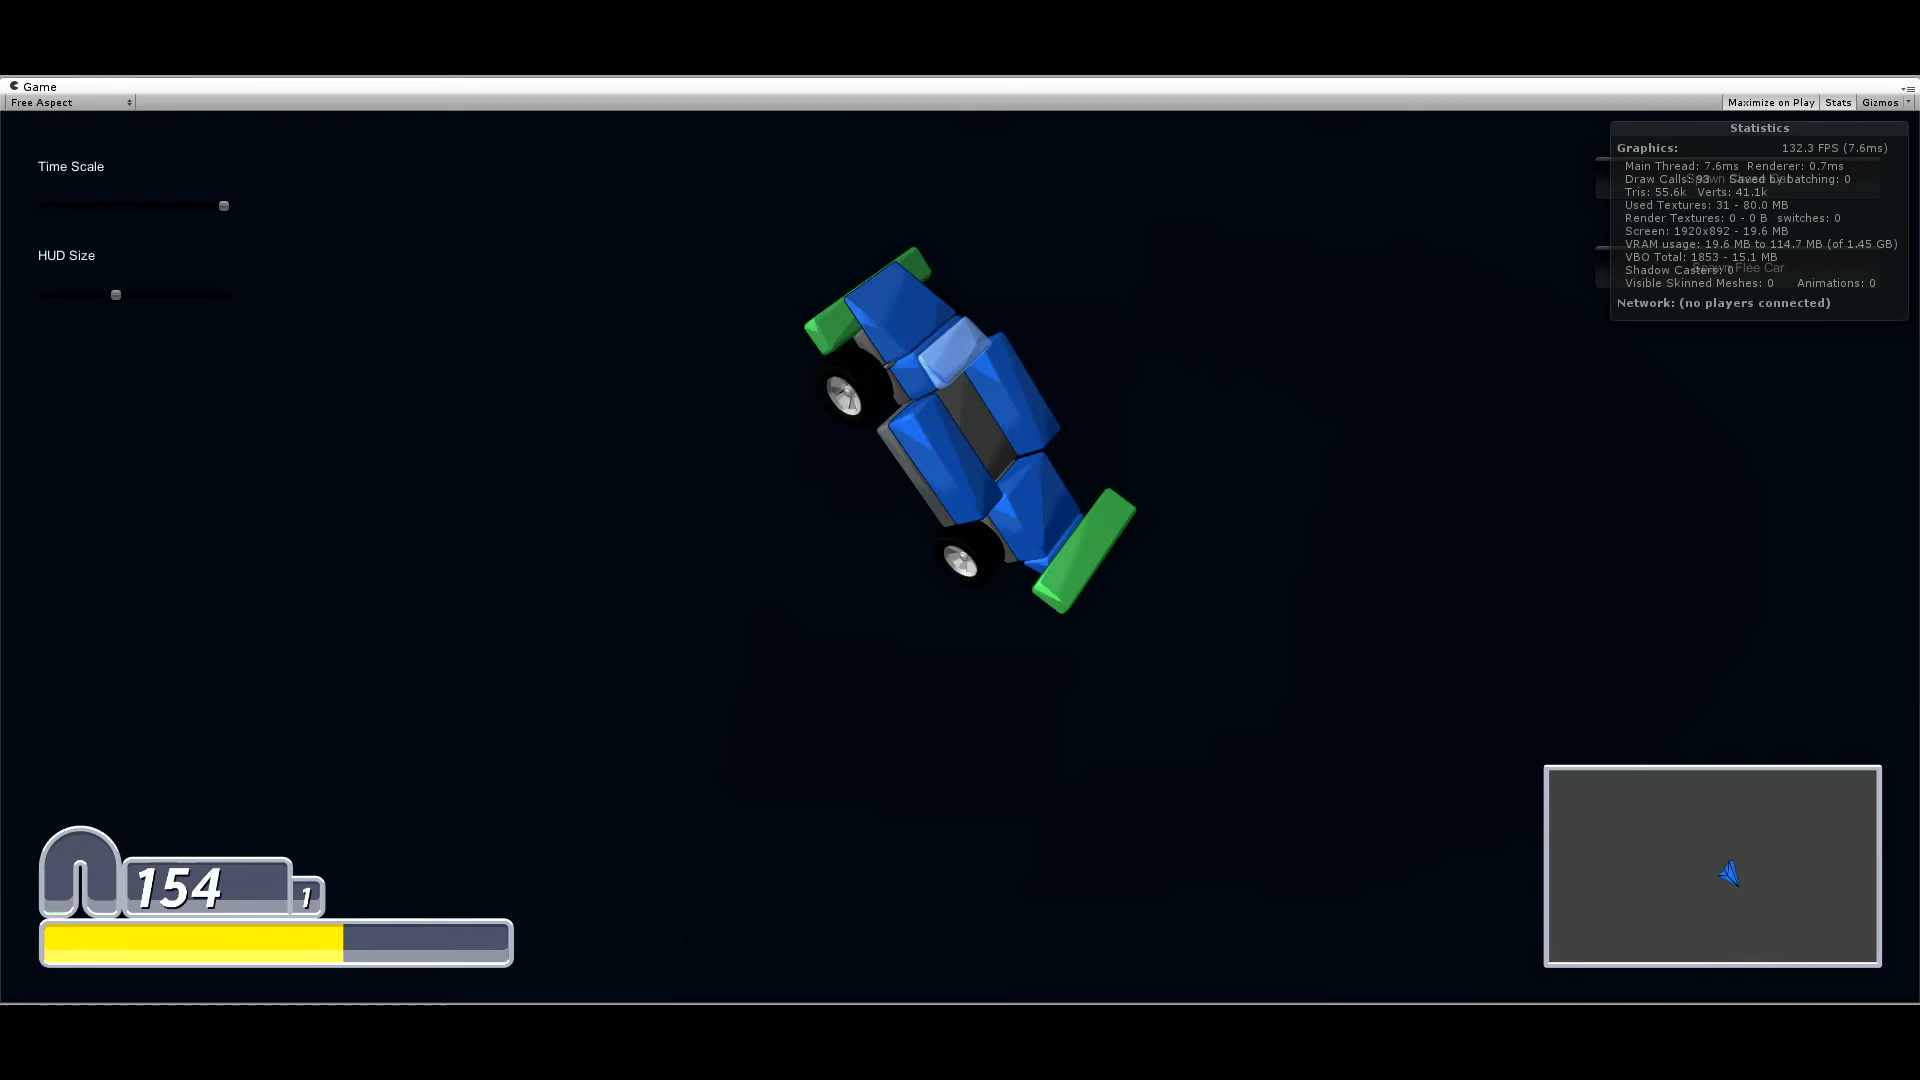 Game
Free Aspect
Maximize on Play
Stats
Gizmos
Time Scale
HUD Size
Statistics
Graphics: 132.3 FPS (7.6ms)
Main Thread: 7.6ms Renderer: 0.7ms
Draw Calls: 93 Saved by batching: 0
Tris: 55.6k Verts: 41.1k
Used Textures: 31 - 80.0 MB
Render Textures: 0 - 0 B switches: 0
Screen: 1920x892 - 19.6 MB
VRAM usage: 19.6 MB to 114.7 MB (of 1.45 GB)
VBO Total: 1853 - 15.1 MB
Shadow Casters: 0
Spawn Flee Car
Visible Skinned Meshes: 0 Animations: 0
Network: (no players connected)
154
1